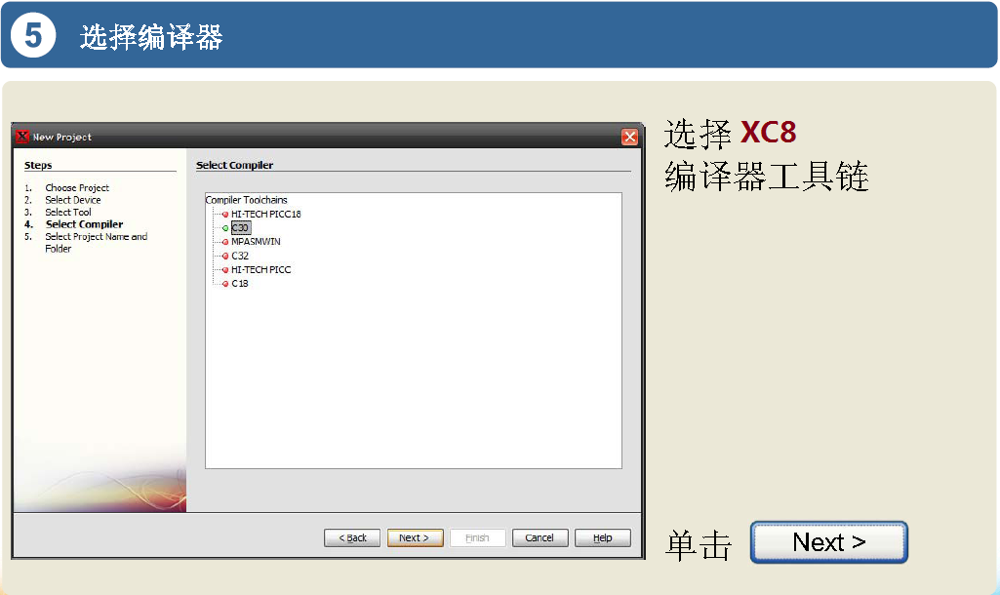 5 选择编译器
New Project
Steps
1. Choose Project
2. Select Device
3. Select Tool
4. Select Compiler
5. Select Project Name and
Folder
Select Compiler
Compiler Toolchains
HI-TECH PICC18
C30
MPASMWIN
C32
HI-TECH PICC
C18
< Back
Next >
Finish
Cancel
Help
选择 XC8
编译器工具链
单击 Next >